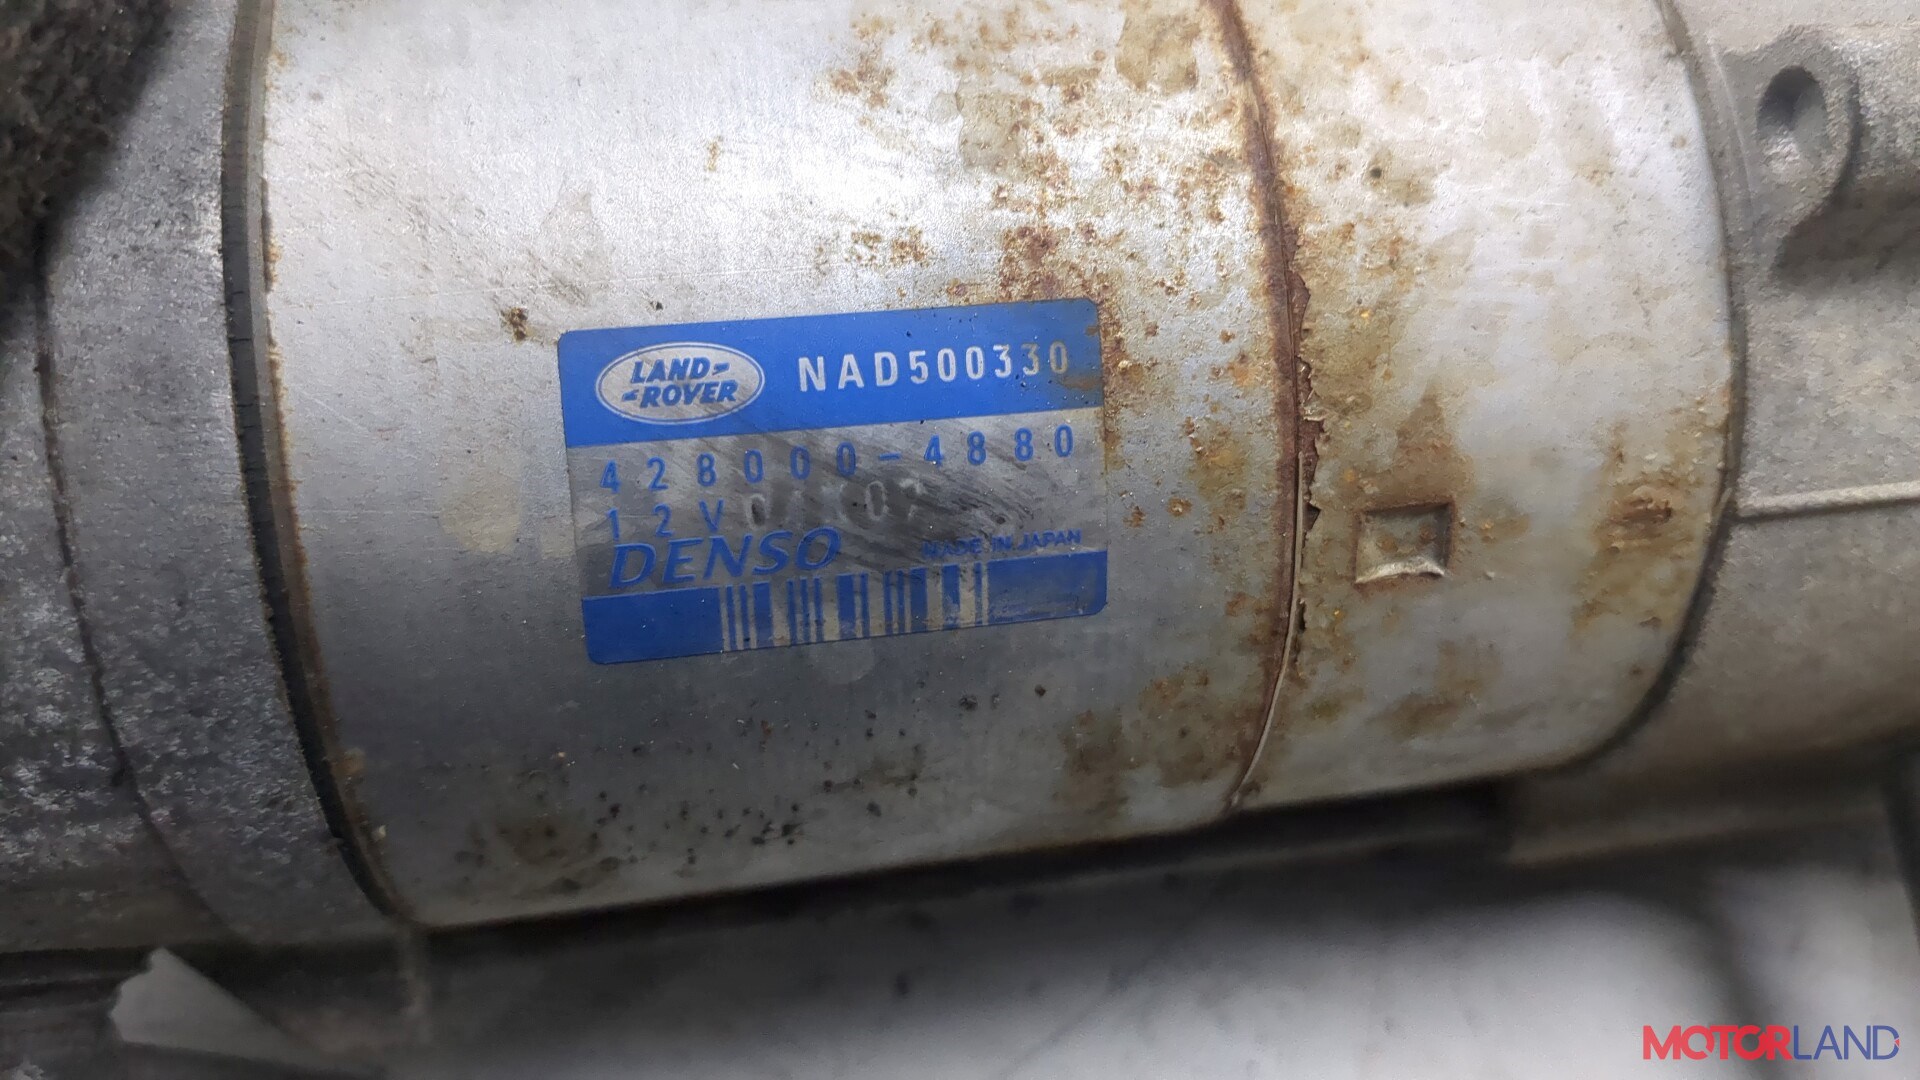 LAND-
-ROVER
NAD500330
428000-4880
12V
DENSO
MADE IN JAPAN
MOTORLAND